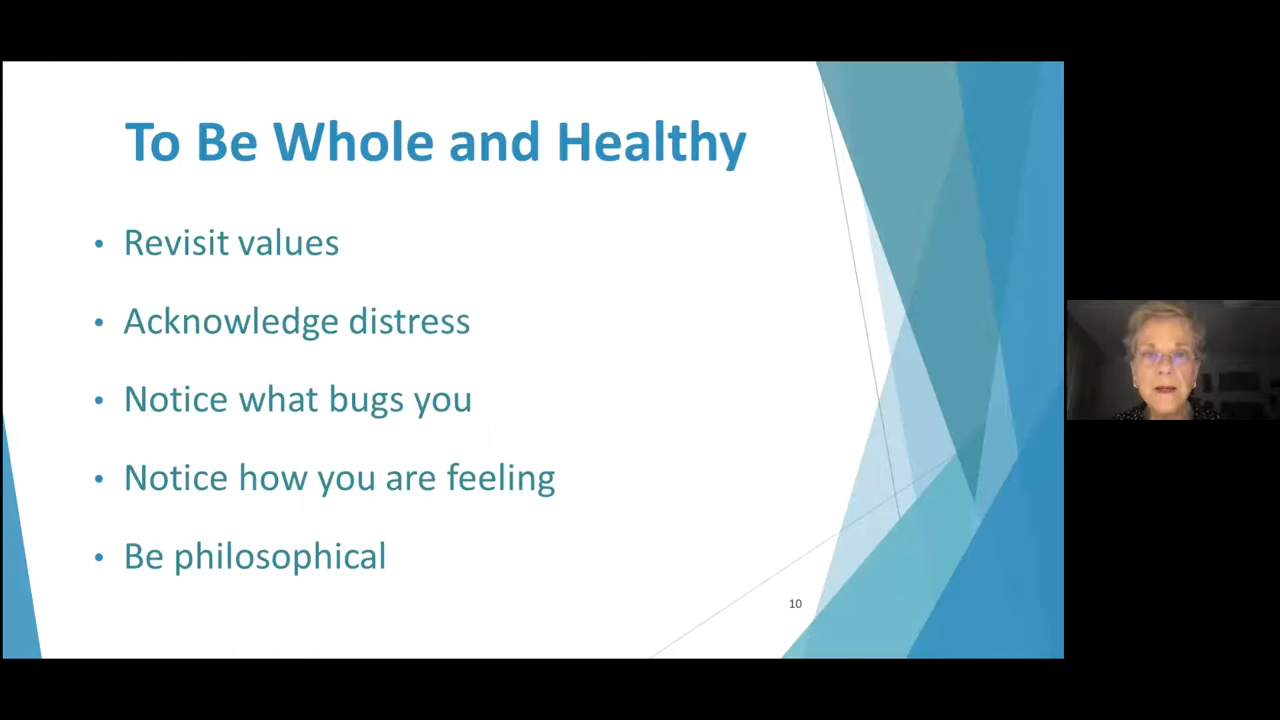 To Be Whole and Healthy
• Revisit values
• Acknowledge distress
• Notice what bugs you
• Notice how you are feeling
• Be philosophical
10